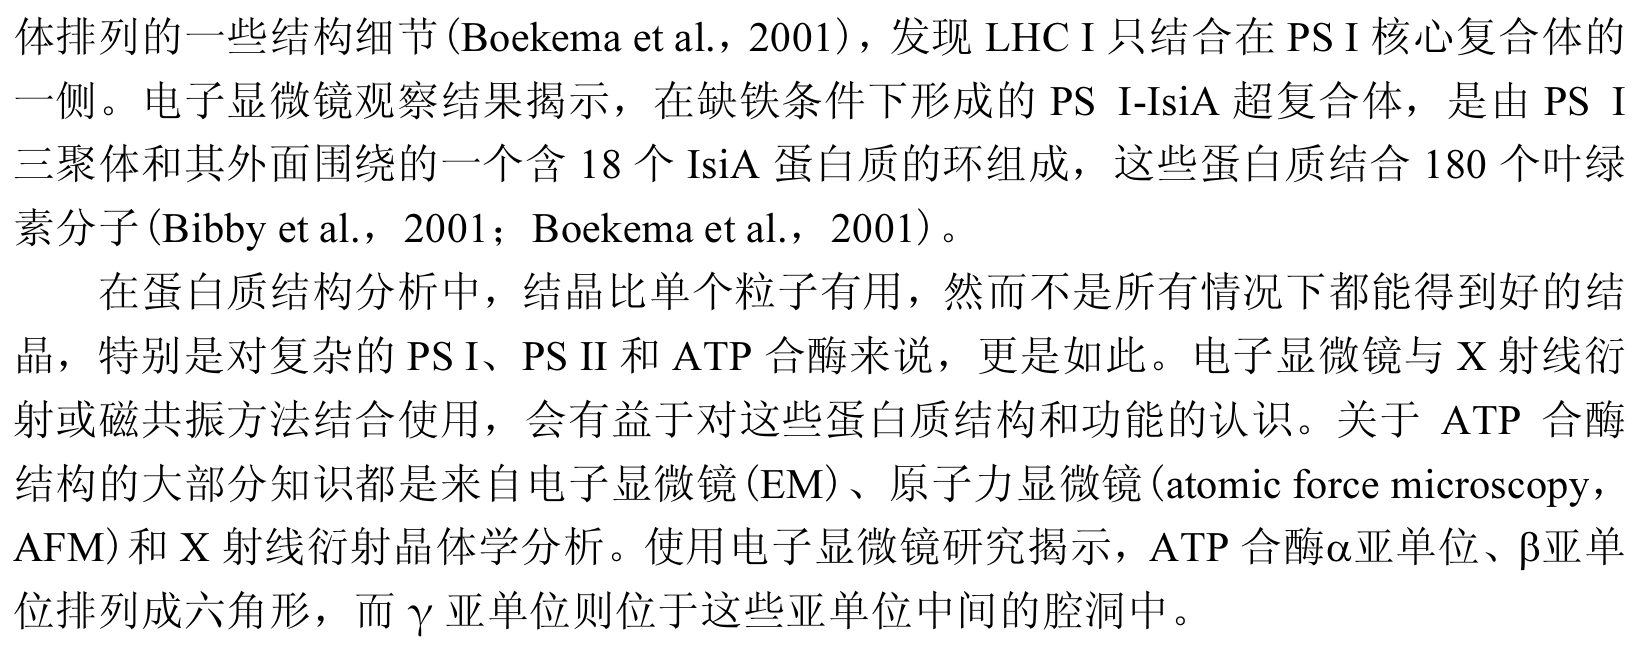 体排列的一些结构细节(Boekema et al.，2001)，发现 LHC I 只结合在 PS I 核心复合体的
一侧。电子显微镜观察结果揭示，在缺铁条件下形成的 PS I-IsiA 超复合体，是由 PS I
三聚体和其外面围绕的一个含 18 个 IsiA 蛋白质的环组成，这些蛋白质结合 180 个叶绿
素分子(Bibby et al.，2001；Boekema et al.，2001)。
在蛋白质结构分析中，结晶比单个粒子有用，然而不是所有情况下都能得到好的结
晶，特别是对复杂的 PS I、PS II 和 ATP 合酶来说，更是如此。电子显微镜与 X 射线衍
射或磁共振方法结合使用，会有益于对这些蛋白质结构和功能的认识。关于 ATP 合酶
结构的大部分知识都是来自电子显微镜(EM)、原子力显微镜(atomic force microscopy，
AFM)和 X 射线衍射晶体学分析。使用电子显微镜研究揭示，ATP 合酶α亚单位、β亚单
位排列成六角形，而 γ 亚单位则位于这些亚单位中间的腔洞中。